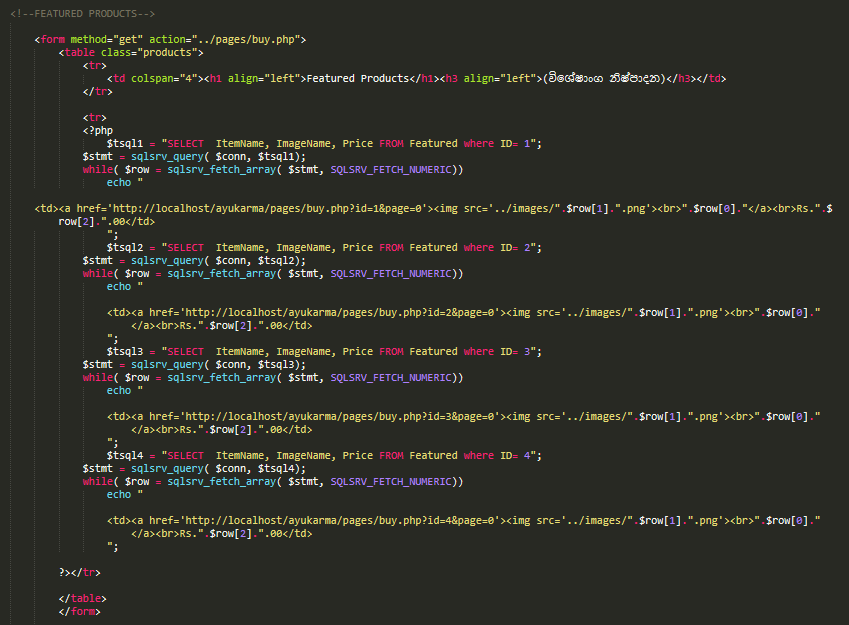 <!--FEATURED PRODUCTS-->
<form method="get" action="../pages/buy.php">
<table class="products">
<tr>
<td colspan="4"><h1 align="left">Featured Products</h1><h3 align="left">(විශේෂාංග නිෂ්පාදන)</h3></td>
</tr>
<tr>
<?php
$tsql1 = "SELECT  ItemName, ImageName, Price FROM Featured where ID= 1";
$stmt = sqlsrv_query( $conn, $tsql1);
while( $row = sqlsrv_fetch_array( $stmt, SQLSRV_FETCH_NUMERIC))
echo "
<td><a href='http://localhost/ayukarma/pages/buy.php?id=1&page=0'><img src='../images/".$row[1].".png'><br>".$row[0]."</a><br>Rs.".$
row[2].".00</td>
";
$tsql2 = "SELECT  ItemName, ImageName, Price FROM Featured where ID= 2";
$stmt = sqlsrv_query( $conn, $tsql2);
while( $row = sqlsrv_fetch_array( $stmt, SQLSRV_FETCH_NUMERIC))
echo "
<td><a href='http://localhost/ayukarma/pages/buy.php?id=2&page=0'><img src='../images/".$row[1].".png'><br>".$row[0]."
</a><br>Rs.".$row[2].".00</td>
";
$tsql3 = "SELECT  ItemName, ImageName, Price FROM Featured where ID= 3";
$stmt = sqlsrv_query( $conn, $tsql3);
while( $row = sqlsrv_fetch_array( $stmt, SQLSRV_FETCH_NUMERIC))
echo "
<td><a href='http://localhost/ayukarma/pages/buy.php?id=3&page=0'><img src='../images/".$row[1].".png'><br>".$row[0]."
</a><br>Rs.".$row[2].".00</td>
";
$tsql4 = "SELECT  ItemName, ImageName, Price FROM Featured where ID= 4";
$stmt = sqlsrv_query( $conn, $tsql4);
while( $row = sqlsrv_fetch_array( $stmt, SQLSRV_FETCH_NUMERIC))
echo "
<td><a href='http://localhost/ayukarma/pages/buy.php?id=4&page=0'><img src='../images/".$row[1].".png'><br>".$row[0]."
</a><br>Rs.".$row[2].".00</td>
";
?></tr>
</table>
</form>